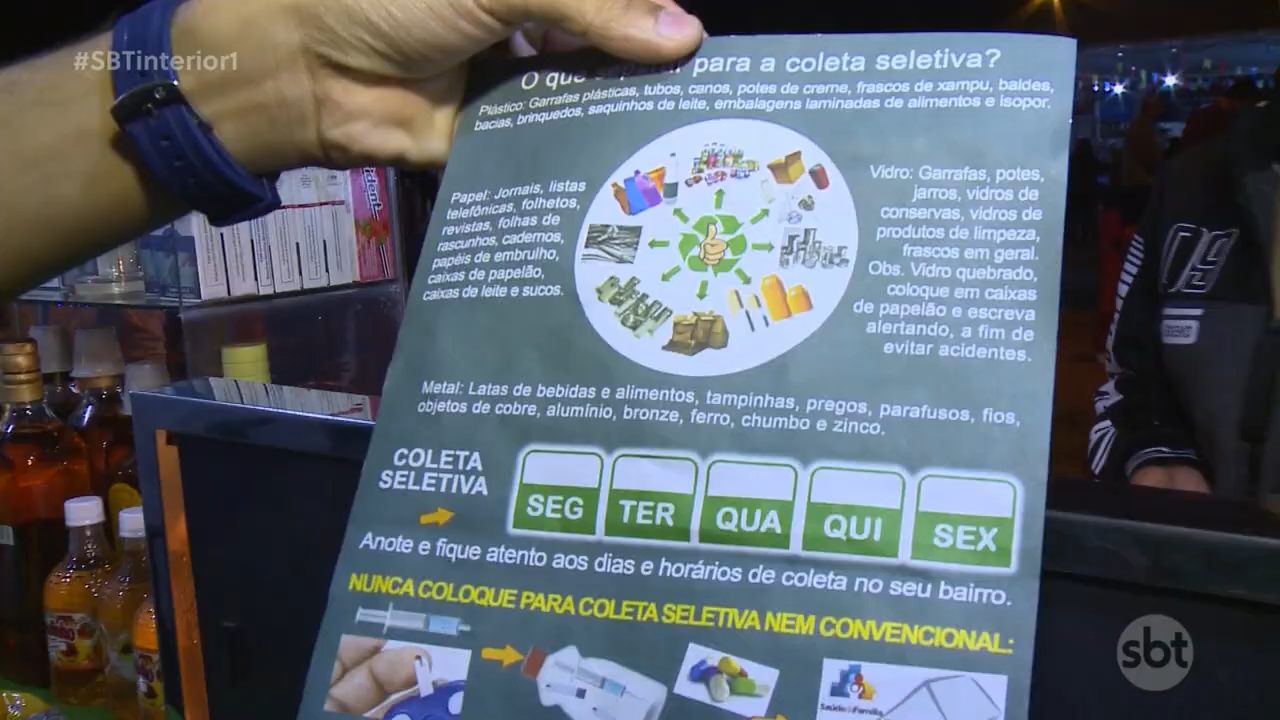 #SBTinterior1
O que para a coleta seletiva?
Plástico: Garrafas plásticas, tubos, canos, potes de creme, frascos de xampu, baldes,
bacias, brinquedos, saquinhos de leite, embalagens laminadas de alimentos e isopor.
Papel: Jornais, listas
telefônicas, folhetos,
revistas, folhas de
rascunhos, cadernos,
papéis de embrulho,
caixas de papelão,
caixas de leite e sucos.
Vidro: Garrafas, potes,
jarros, vidros de
conservas, vidros de
produtos de limpeza,
frascos em geral.
Obs. Vidro quebrado,
coloque em caixas
de papelão e escreva
alertando, a fim de
evitar acidentes.
Metal: Latas de bebidas e alimentos, tampinhas, pregos, parafusos, fios,
objetos de cobre, alumínio, bronze, ferro, chumbo e zinco.
COLETA
SELETIVA
SEG TER QUA QUI SEX
Anote e fique atento aos dias e horários de coleta no seu bairro.
NUNCA COLOQUE PARA COLETA SELETIVA NEM CONVENCIONAL:
Saúde da Família
19
sbt